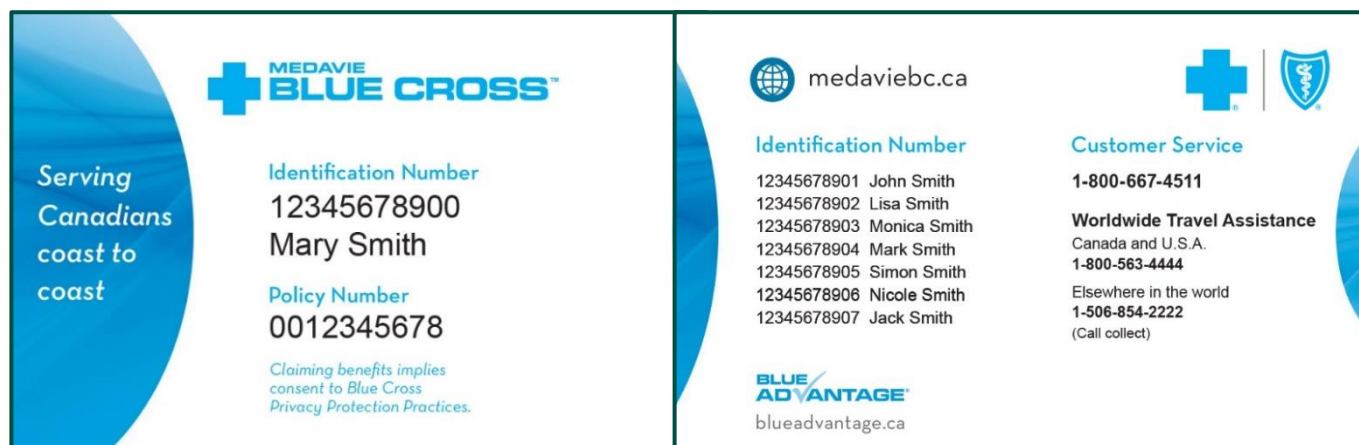 MEDAVIE
BLUE CROSS™
Serving
Canadians
coast to
coast
Identification Number
12345678900
Mary Smith
Policy Number
0012345678
Claiming benefits implies
consent to Blue Cross
Privacy Protection Practices.
medaviebc.ca
Identification Number
12345678901 John Smith
12345678902 Lisa Smith
12345678903 Monica Smith
12345678904 Mark Smith
12345678905 Simon Smith
12345678906 Nicole Smith
12345678907 Jack Smith
BLUE
ADVANTAGE®
blueadvantage.ca
® ®
Customer Service
1-800-667-4511
Worldwide Travel Assistance
Canada and U.S.A.
1-800-563-4444
Elsewhere in the world
1-506-854-2222
(Call collect)